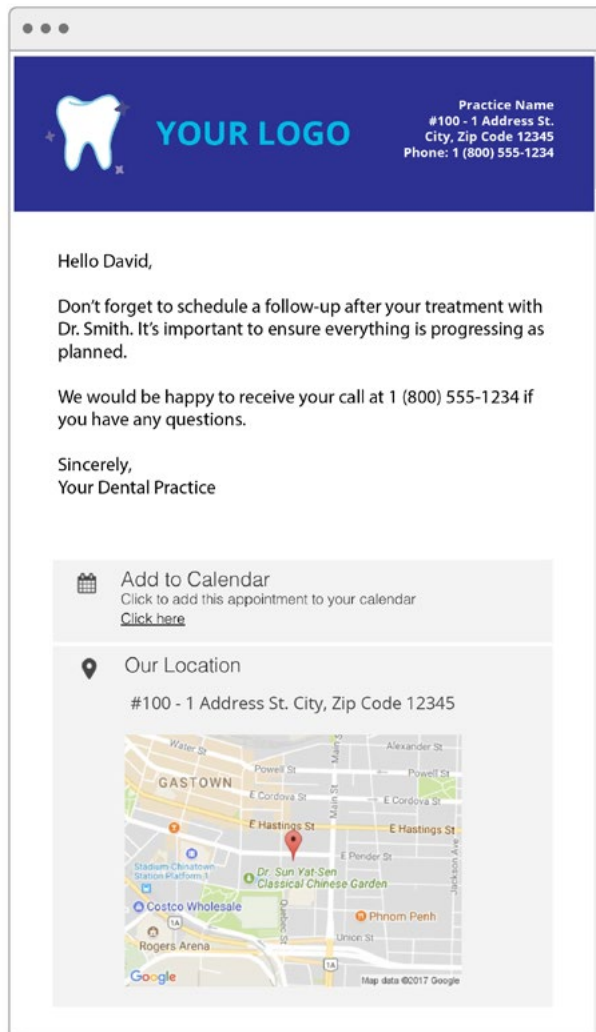 YOUR LOGO
Practice Name
#100 - 1 Address St.
City, Zip Code 12345
Phone: 1 (800) 555-1234
Hello David,
Don't forget to schedule a follow-up after your treatment with
Dr. Smith. It's important to ensure everything is progressing as
planned.
We would be happy to receive your call at 1 (800) 555-1234 if
you have any questions.
Sincerely,
Your Dental Practice
Add to Calendar
Click to add this appointment to your calendar
Click here
Our Location
#100 - 1 Address St. City, Zip Code 12345
Water St
Main S
Alexander St
Powell St
Powell St
GASTOWN
E Cordova St
Main St
E Cordova St
E Hastings St
E Hastings St
E Pender St
Stadium Chinatown
Station Platform 1
Dr. Sun Yat-Sen
Classical Chinese Garden
Jackson Ave
Costco Wholesale
Quebec St
Phnom Penh
1A
Rogers Arena
Union St
1A
Google
Map data ©2017 Google